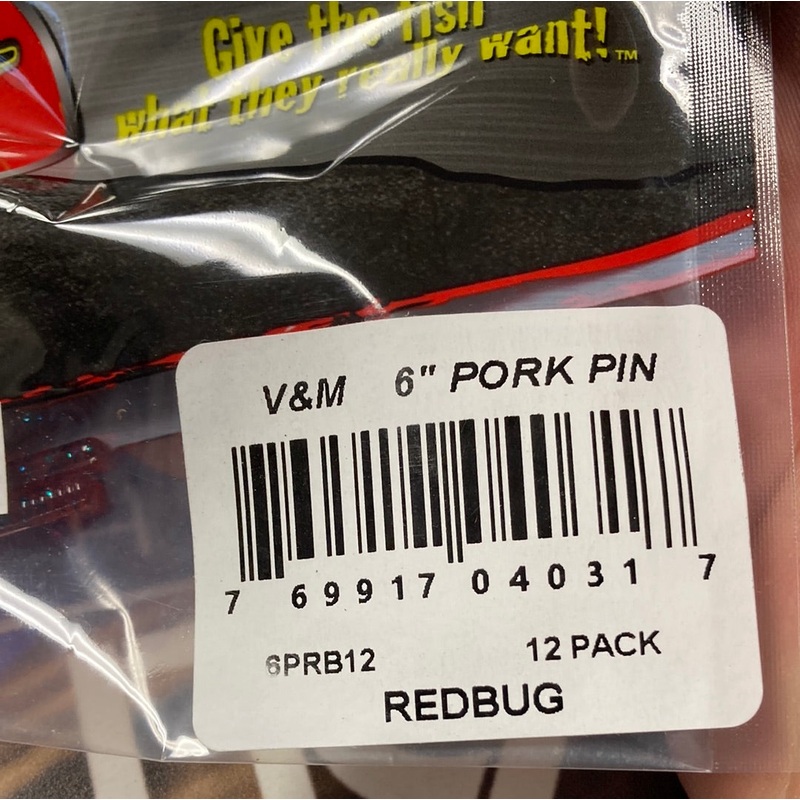 Give the fish
what they really want!™
V&M 6" PORK PIN
7 69917 04031 7
6PRB12 12 PACK
REDBUG